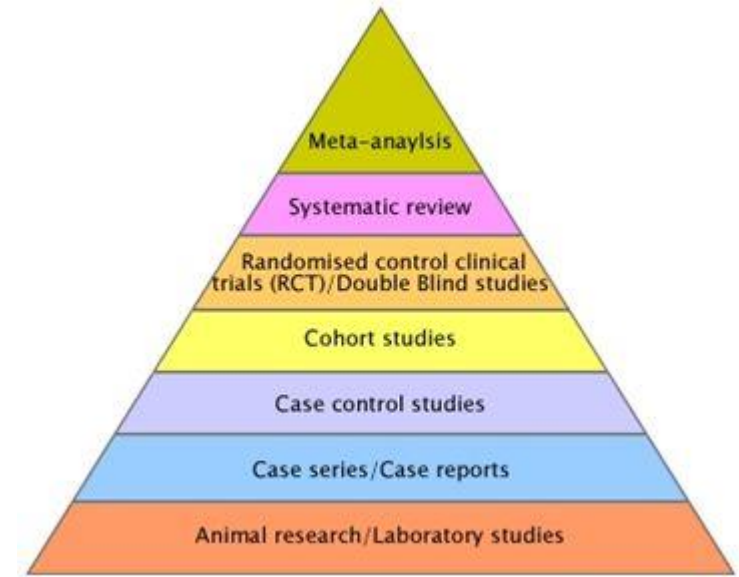 Meta-anaylsis
Systematic review
Randomised control clinical
trials (RCT)/Double Blind studies
Cohort studies
Case control studies
Case series/Case reports
Animal research/Laboratory studies